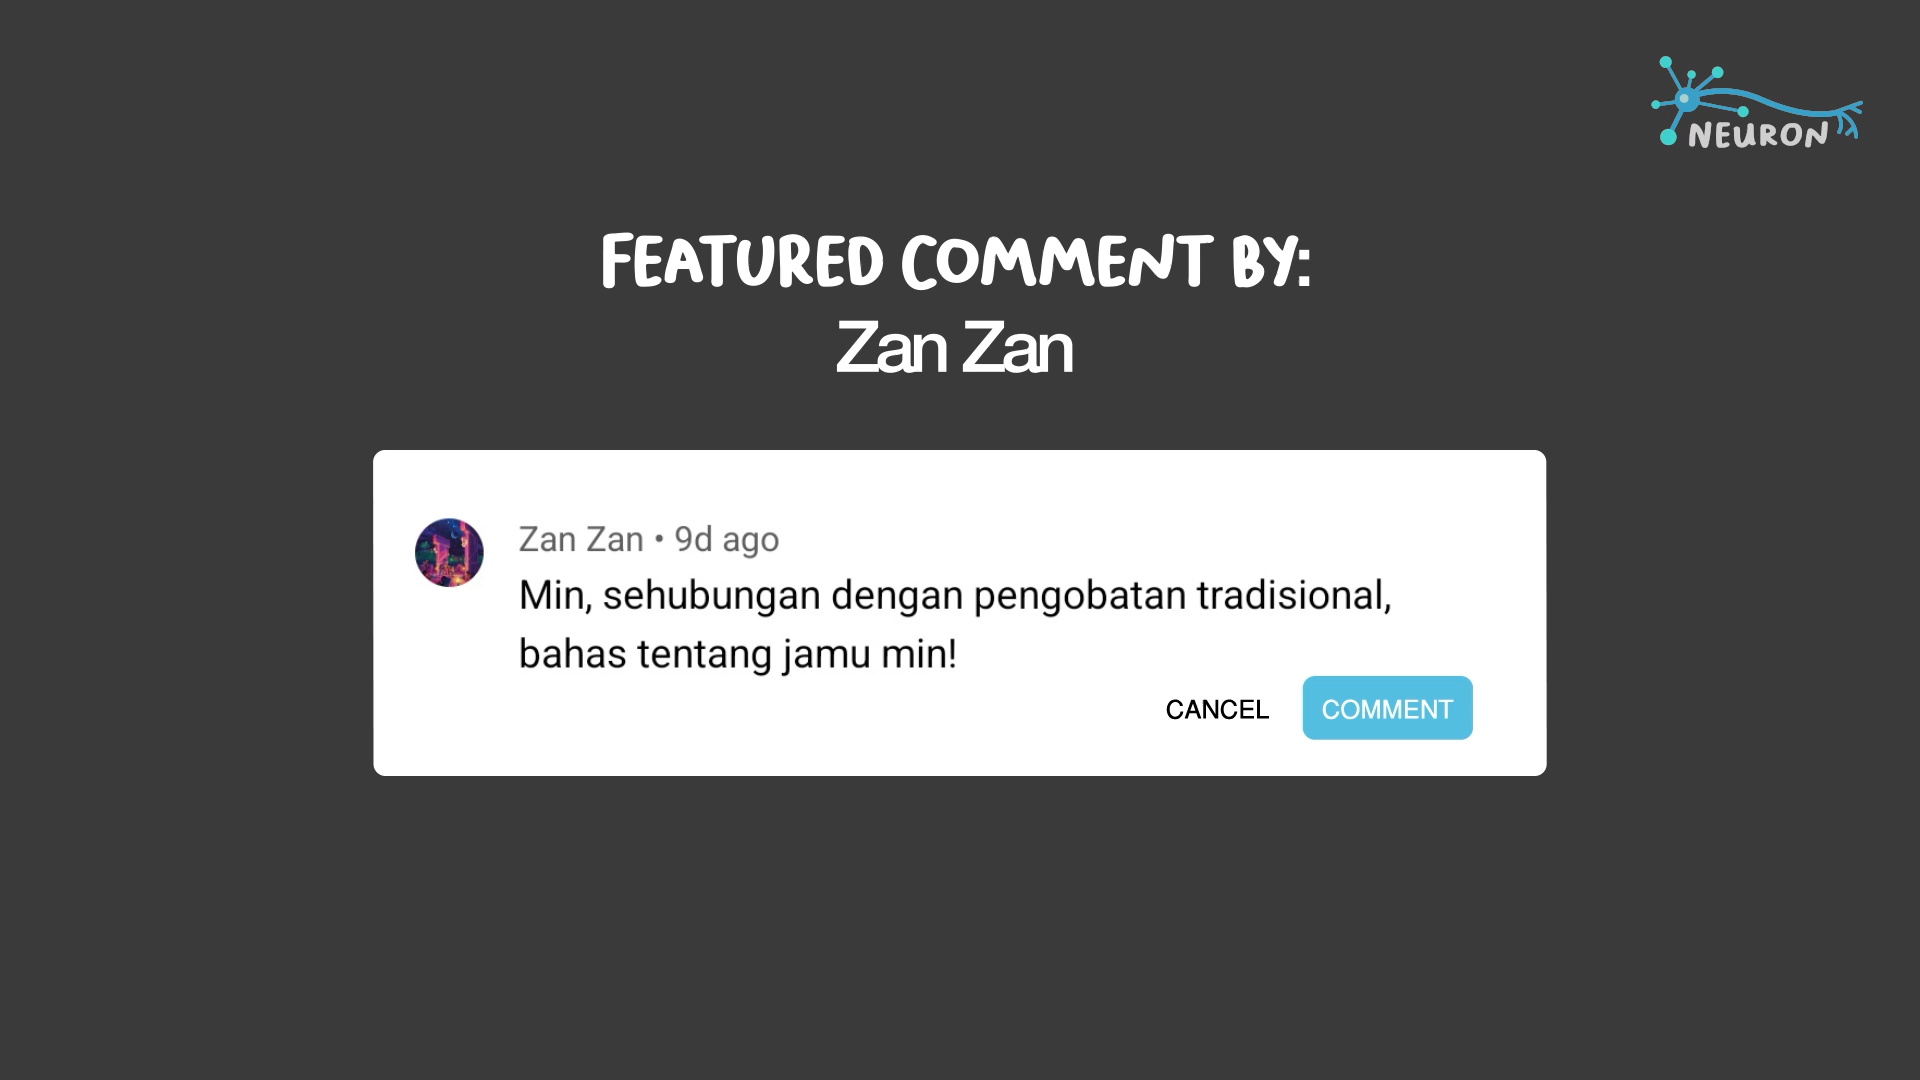 NEURON
FEATURED COMMENT BY:
Zan Zan
Zan Zan • 9d ago
Min, sehubungan dengan pengobatan tradisional,
bahas tentang jamu min!
CANCEL COMMENT